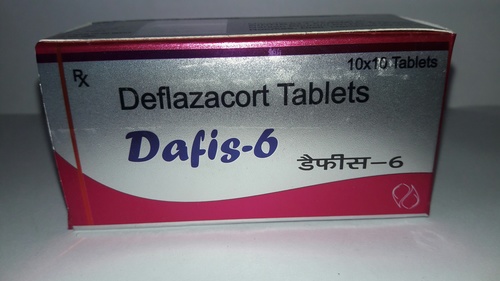 10x10 Tablets
Rx
Deflazacort Tablets
Dafis-6
डैफीस-6